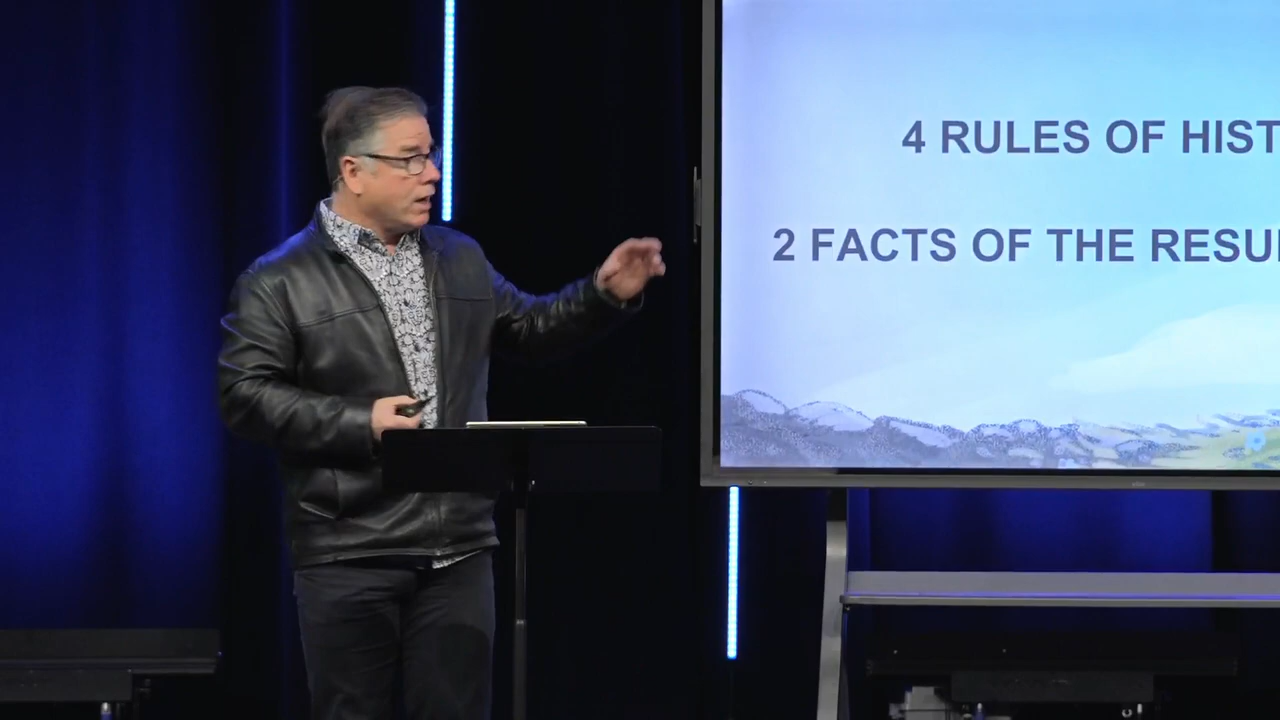 4 RULES OF HIST
2 FACTS OF THE RESU